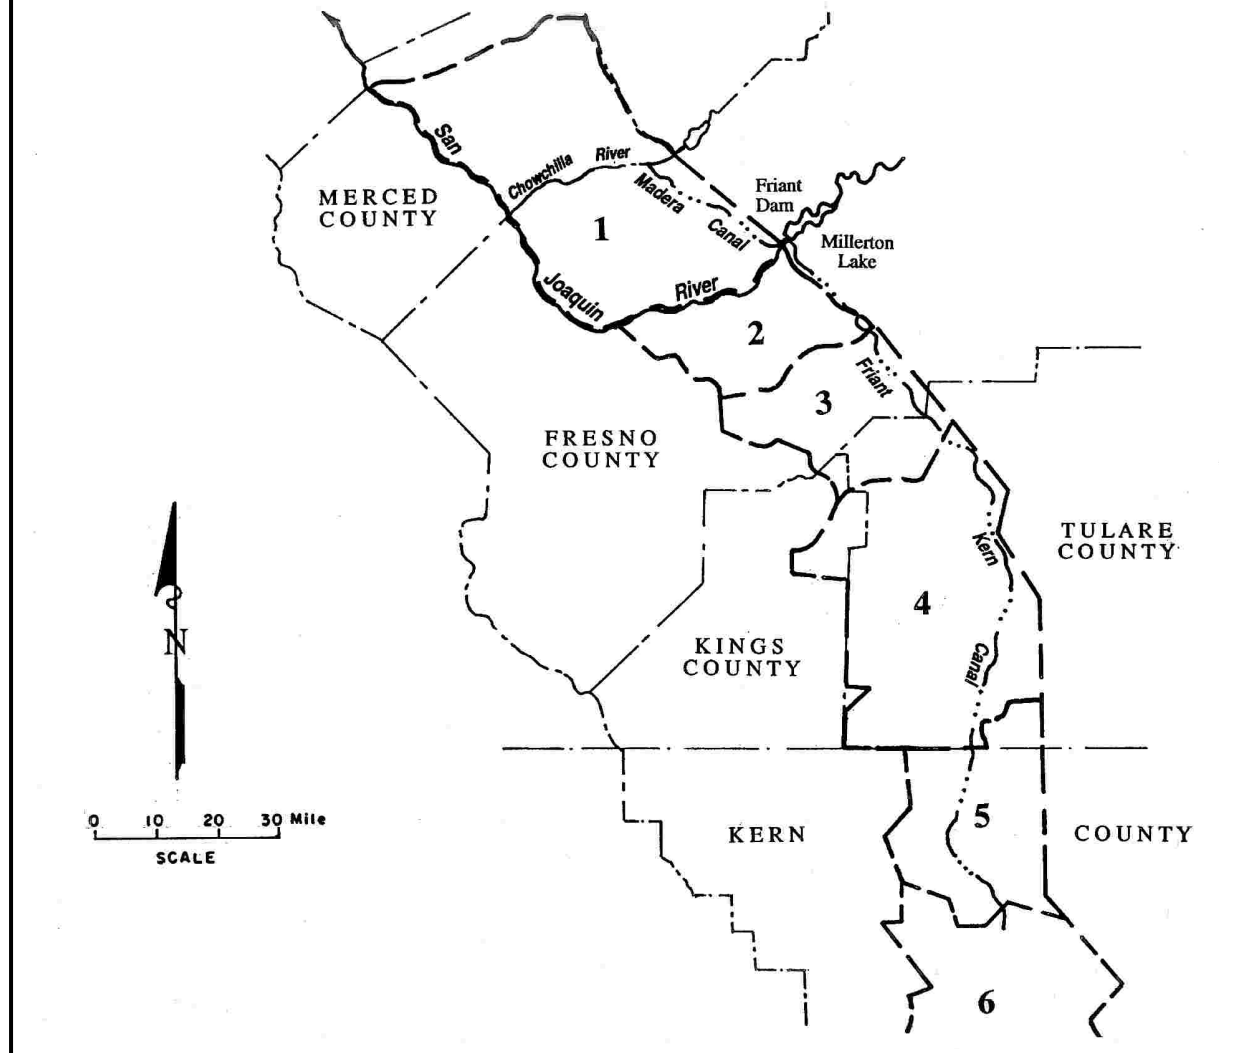 San
Chowchilla
River
MERCED
COUNTY
Madera
Canal
Friant
Dam
1
Millerton
Lake
Joaquin
River
2
Friant
3
FRESNO
COUNTY
TULARE
COUNTY
Kern
4
N
KINGS
COUNTY
Canal
0 10 20 30 Mile
SCALE
5
KERN
COUNTY
6